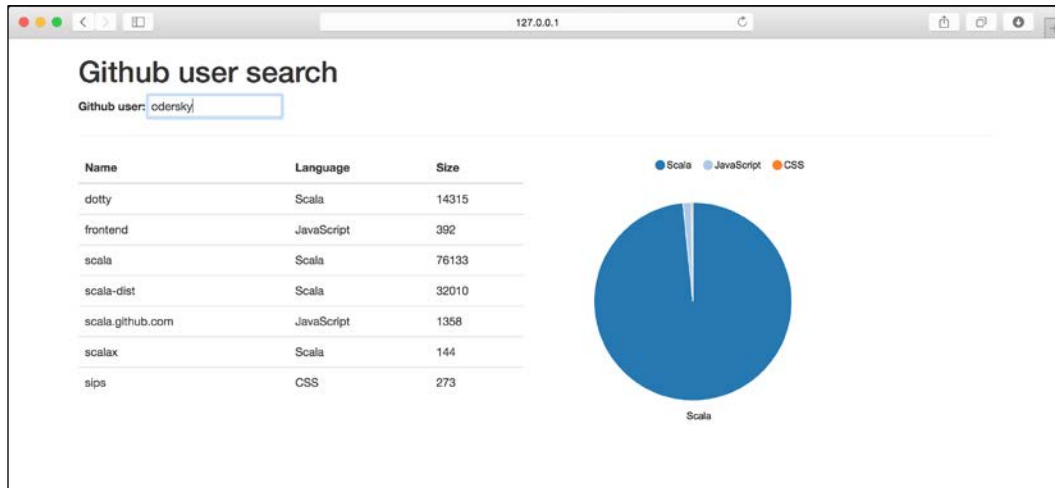 127.0.0.1
Github user search
Github user: odersky
Name Language Size
dotty Scala 14315
frontend JavaScript 392
scala Scala 76133
scala-dist Scala 32010
scala.github.com JavaScript 1358
scalax Scala 144
sips CSS 273
Scala JavaScript CSS
Scala